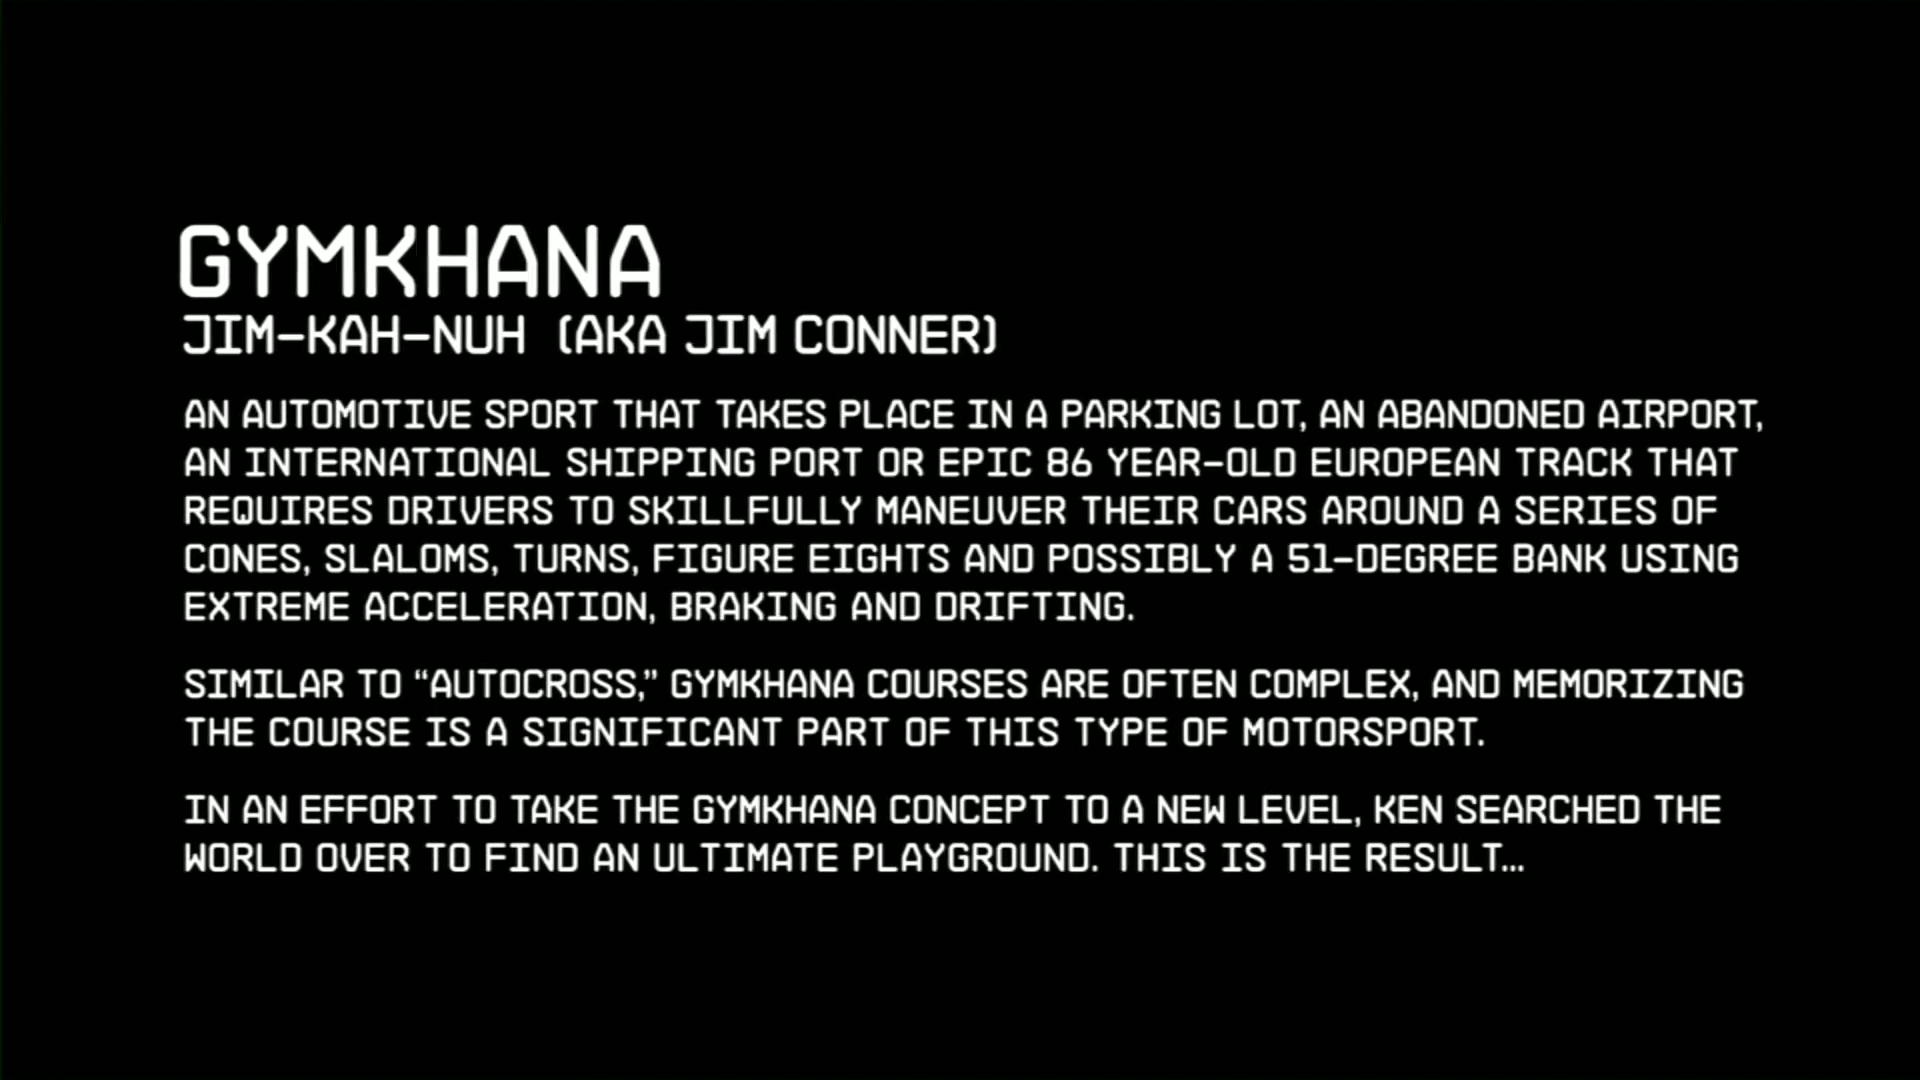 GYMKHANA
JIM-KAH-NUH (AKA JIM CONNER)
AN AUTOMOTIVE SPORT THAT TAKES PLACE IN A PARKING LOT, AN ABANDONED AIRPORT,
AN INTERNATIONAL SHIPPING PORT OR EPIC 86 YEAR-OLD EUROPEAN TRACK THAT
REQUIRES DRIVERS TO SKILLFULLY MANEUVER THEIR CARS AROUND A SERIES OF
CONES, SLALOMS, TURNS, FIGURE EIGHTS AND POSSIBLY A 51-DEGREE BANK USING
EXTREME ACCELERATION, BRAKING AND DRIFTING.
SIMILAR TO “AUTOCROSS,” GYMKHANA COURSES ARE OFTEN COMPLEX, AND MEMORIZING
THE COURSE IS A SIGNIFICANT PART OF THIS TYPE OF MOTORSPORT.
IN AN EFFORT TO TAKE THE GYMKHANA CONCEPT TO A NEW LEVEL, KEN SEARCHED THE
WORLD OVER TO FIND AN ULTIMATE PLAYGROUND. THIS IS THE RESULT...